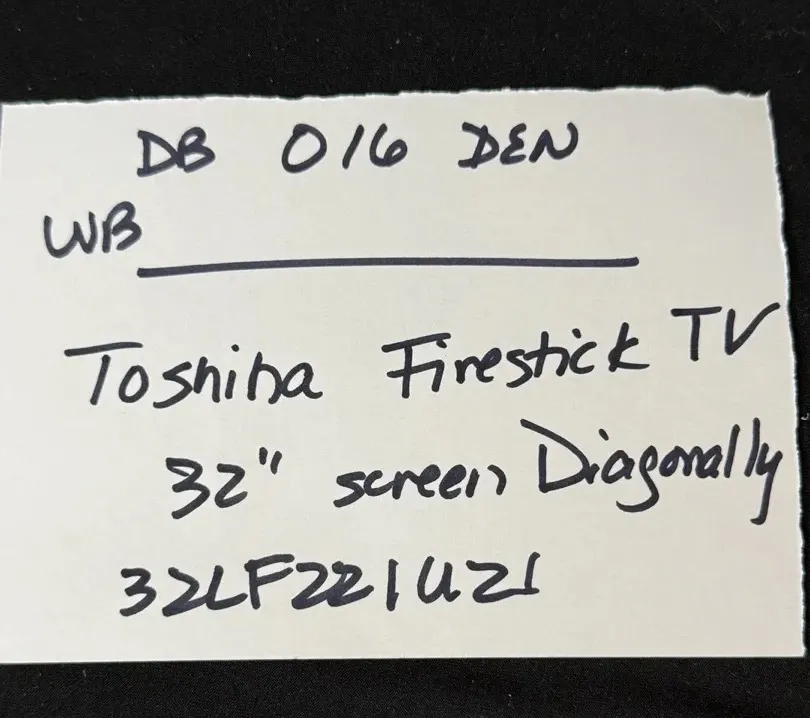 DB 016 DEN
WB
Toshiba Firestick TV
32" screen Diagonally
32LF221U21